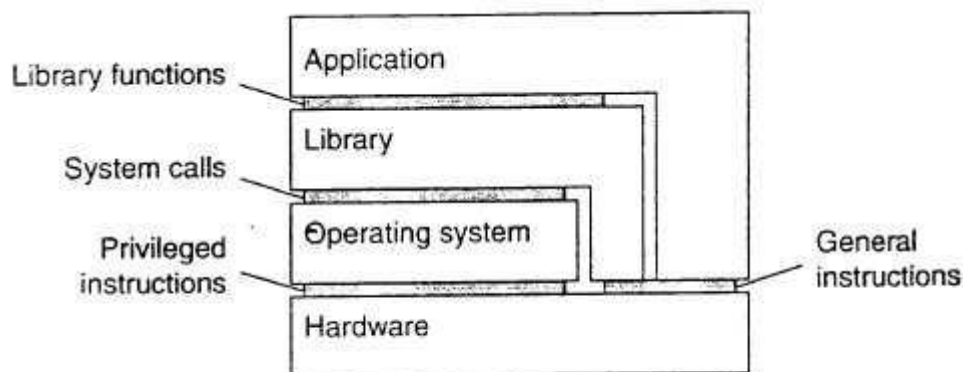 Application
Library functions
Library
System calls
Operating system
Privileged
instructions
General
instructions
Hardware